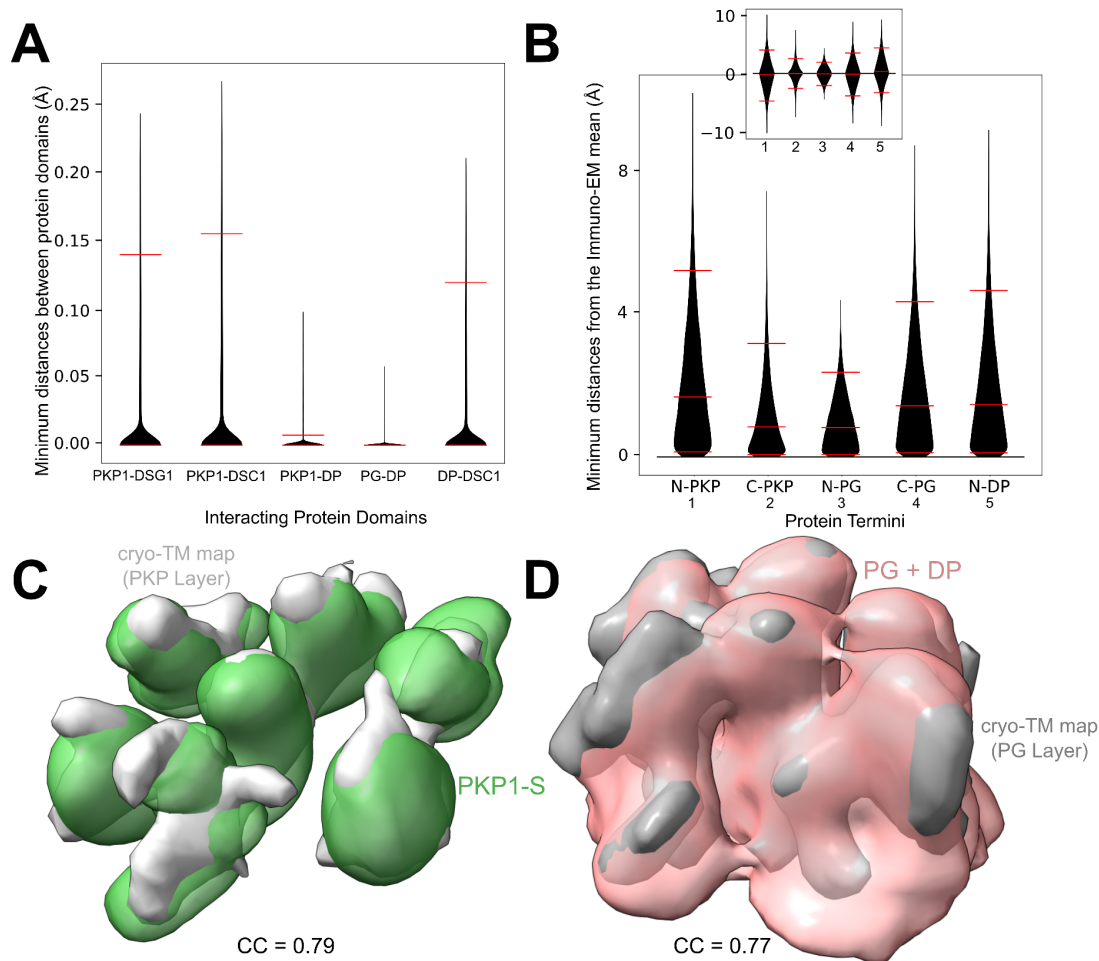 A
Minimum distances between protein domains (Å)
0.25
0.20
0.15
0.10
0.05
0.00
PKP1-DSG1 PKP1-DSC1 PKP1-DP PG-DP DP-DSC1
Interacting Protein Domains
B
10
0
−10
1 2 3 4 5
Minimum distances from the Immuno-EM mean (Å)
8
4
0
N-PKP C-PKP N-PG C-PG N-DP
1 2 3 4 5
Protein Termini
C
cryo-TM map
(PKP Layer)
PKP1-S
CC = 0.79
D
PG + DP
cryo-TM map
(PG Layer)
CC = 0.77